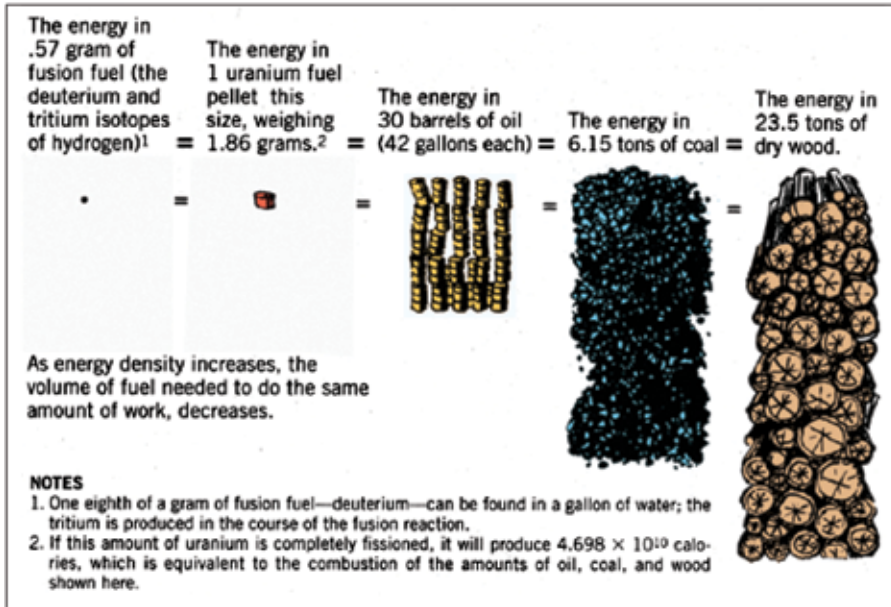 The energy in
.57 gram of
fusion fuel (the
deuterium and
tritium isotopes
of hydrogen)¹ =
The energy in
1 uranium fuel
pellet this
size, weighing
1.86 grams.² =
The energy in
30 barrels of oil
(42 gallons each) =
The energy in
6.15 tons of coal =
The energy in
23.5 tons of
dry wood.
= = = =
As energy density increases, the
volume of fuel needed to do the same
amount of work, decreases.
NOTES
1. One eighth of a gram of fusion fuel—deuterium—can be found in a gallon of water; the
tritium is produced in the course of the fusion reaction.
2. If this amount of uranium is completely fissioned, it will produce 4.698 × 10¹⁰ calo-
ries, which is equivalent to the combustion of the amounts of oil, coal, and wood
shown here.